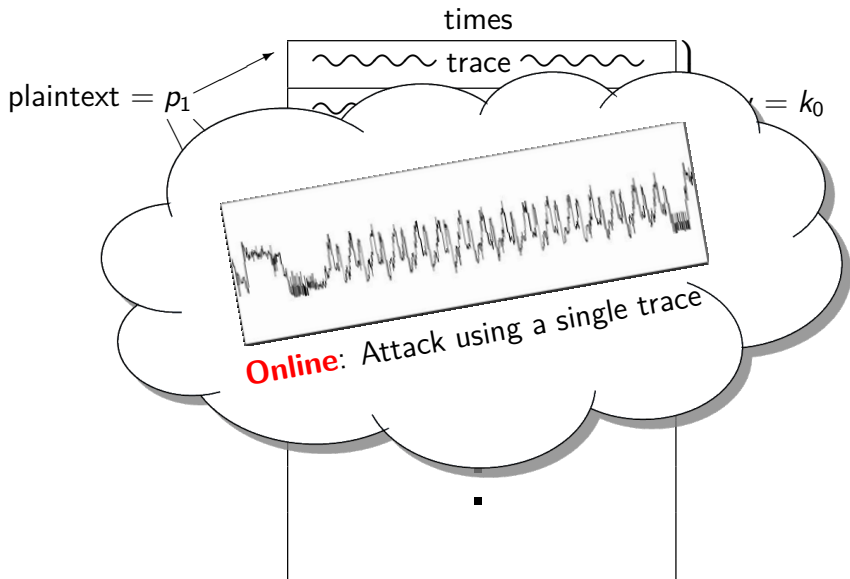 times
trace
plaintext = p₁
= k₀
Online: Attack using a single trace